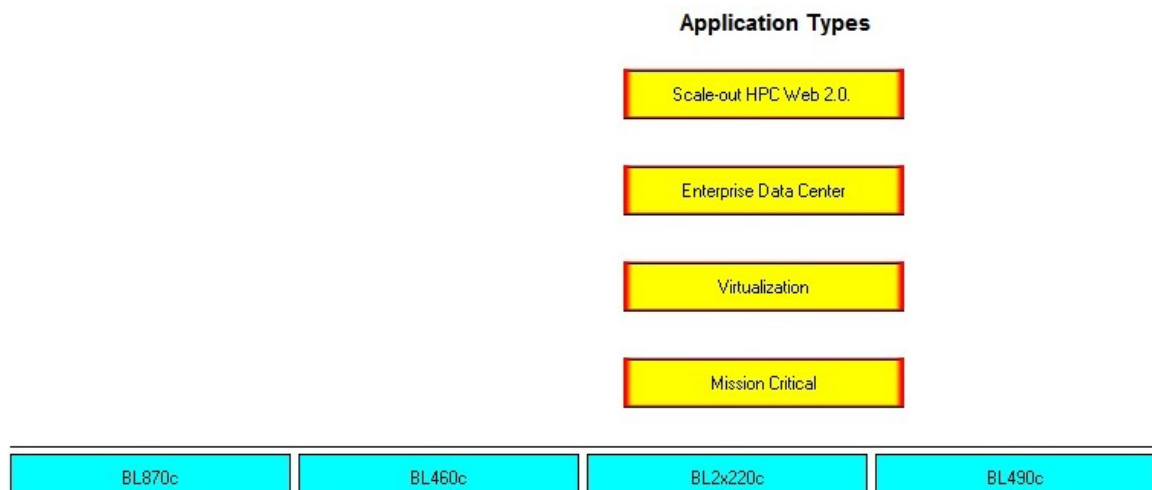 Application Types
Scale-out HPC Web 2.0.
Enterprise Data Center
Virtualization
Mission Critical
BL870c BL460c BL2x220c BL490c